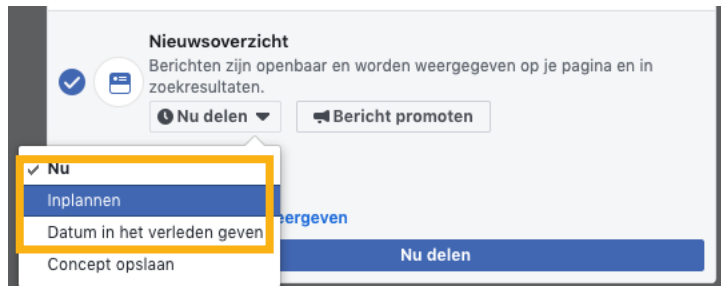 Nieuwsoverzicht
Berichten zijn openbaar en worden weergegeven op je pagina en in
zoekresultaten.
Nu delen
Bericht promoten
Nu
Inplannen
eergeven
Datum in het verleden geven
Nu delen
Concept opslaan